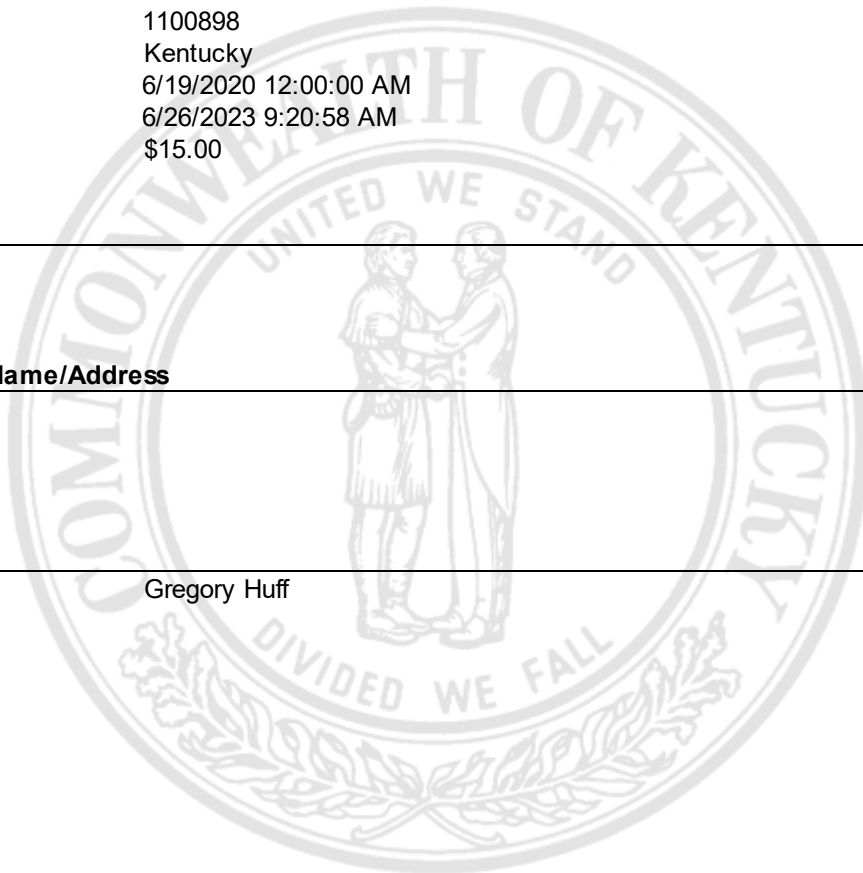 1100898
Kentucky
6/19/2020 12:00:00 AM
6/26/2023 9:20:58 AM
$15.00
COMMONWEALTH OF KENTUCKY
UNITED WE STAND
ame/Address
Gregory Huff
DIVIDED WE FALL